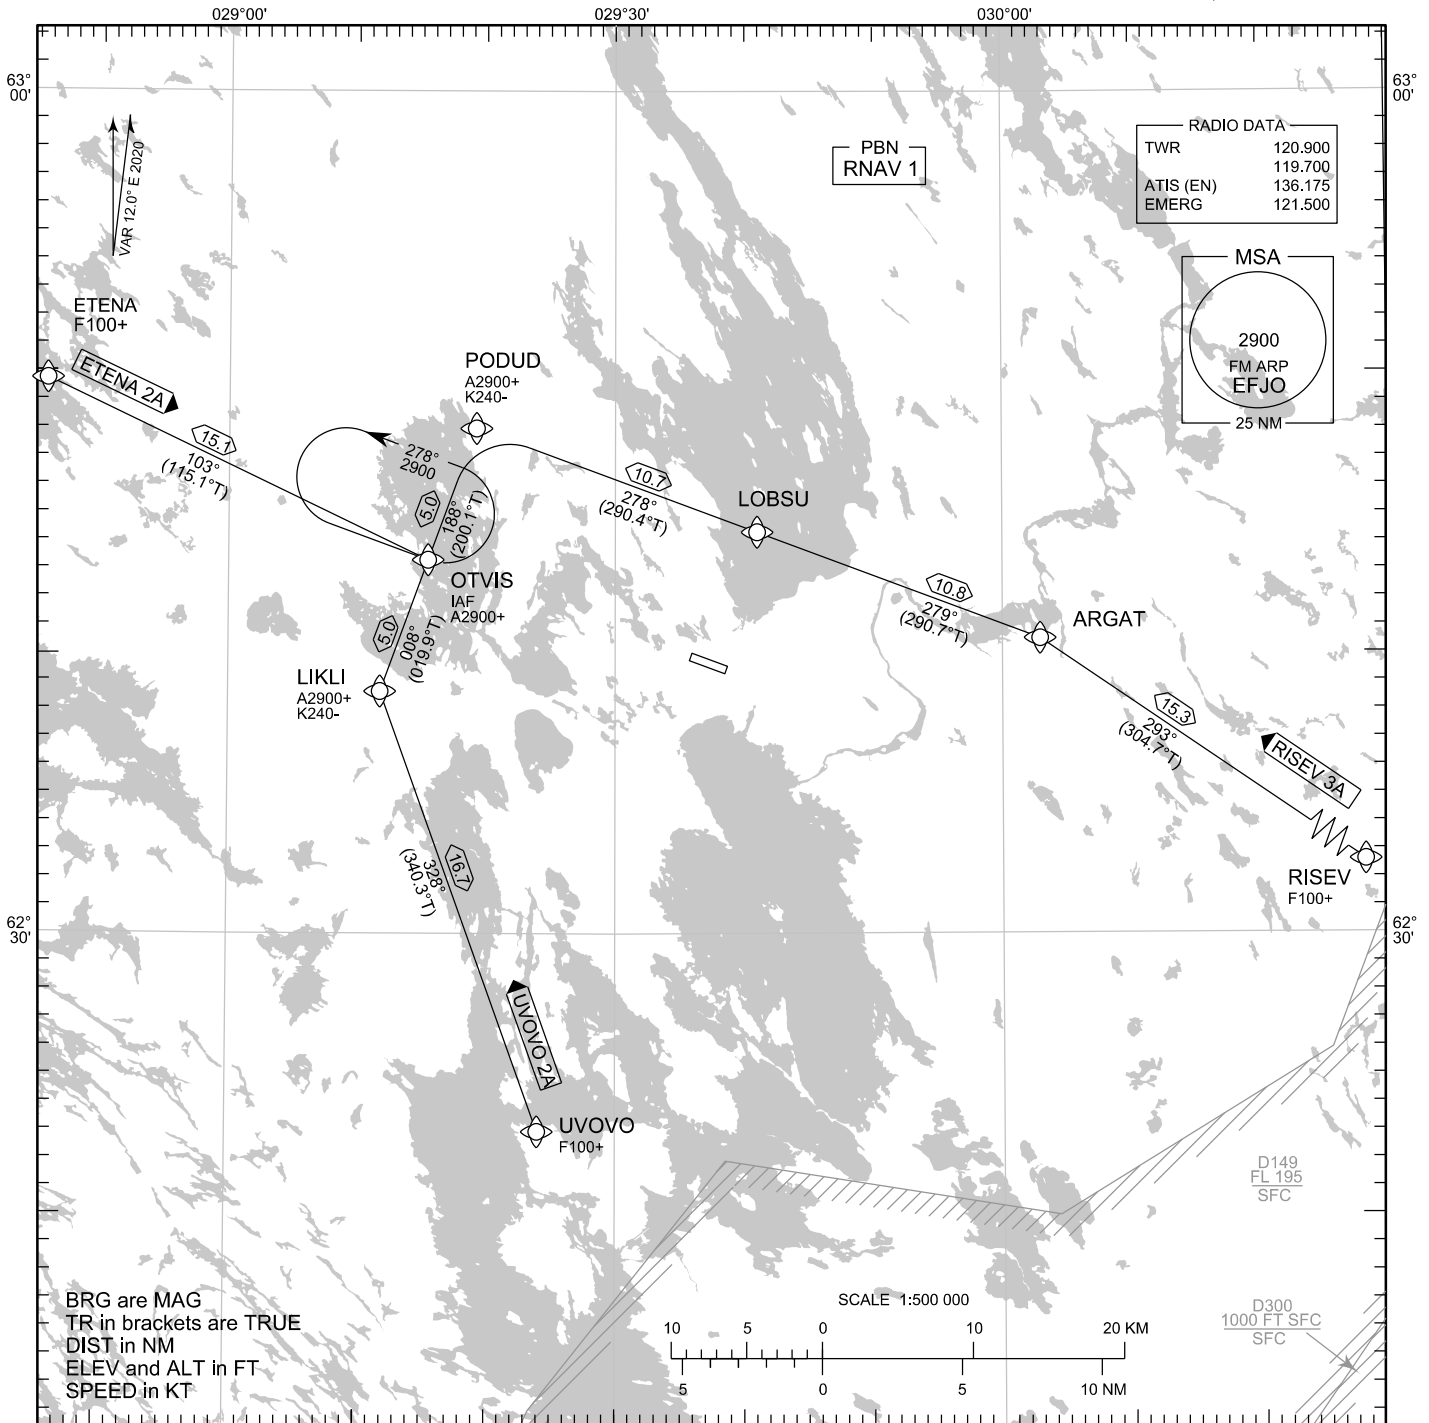 029°00'
029°30'
030°00'
63°
00'
63°
00'
VAR 12.0° E 2020
PBN
RNAV 1
RADIO DATA
TWR 120.900
119.700
ATIS (EN) 136.175
EMERG 121.500
MSA
2900
FM ARP
EFJO
25 NM
ETENA
F100+
ETENA 2A
15.1
103°
(115.1°T)
PODUD
A2900+
K240-
278°
2900
5.0
188°
(200.1°T)
10.7
278°
(290.4°T)
LOBSU
OTVIS
IAF
A2900+
10.8
279°
(290.7°T)
ARGAT
5.0
008°
(019.9°T)
LIKLI
A2900+
K240-
15.3
293°
(304.7°T)
RISEV 3A
RISEV
F100+
16.7
328°
(340.3°T)
62°
30'
62°
30'
UVOVO 2A
UVOVO
F100+
D149
FL 195
SFC
D300
1000 FT SFC
SFC
BRG are MAG
TR in brackets are TRUE
DIST in NM
ELEV and ALT in FT
SPEED in KT
SCALE 1:500 000
10 5 0 10 20 KM
5 0 5 10 NM